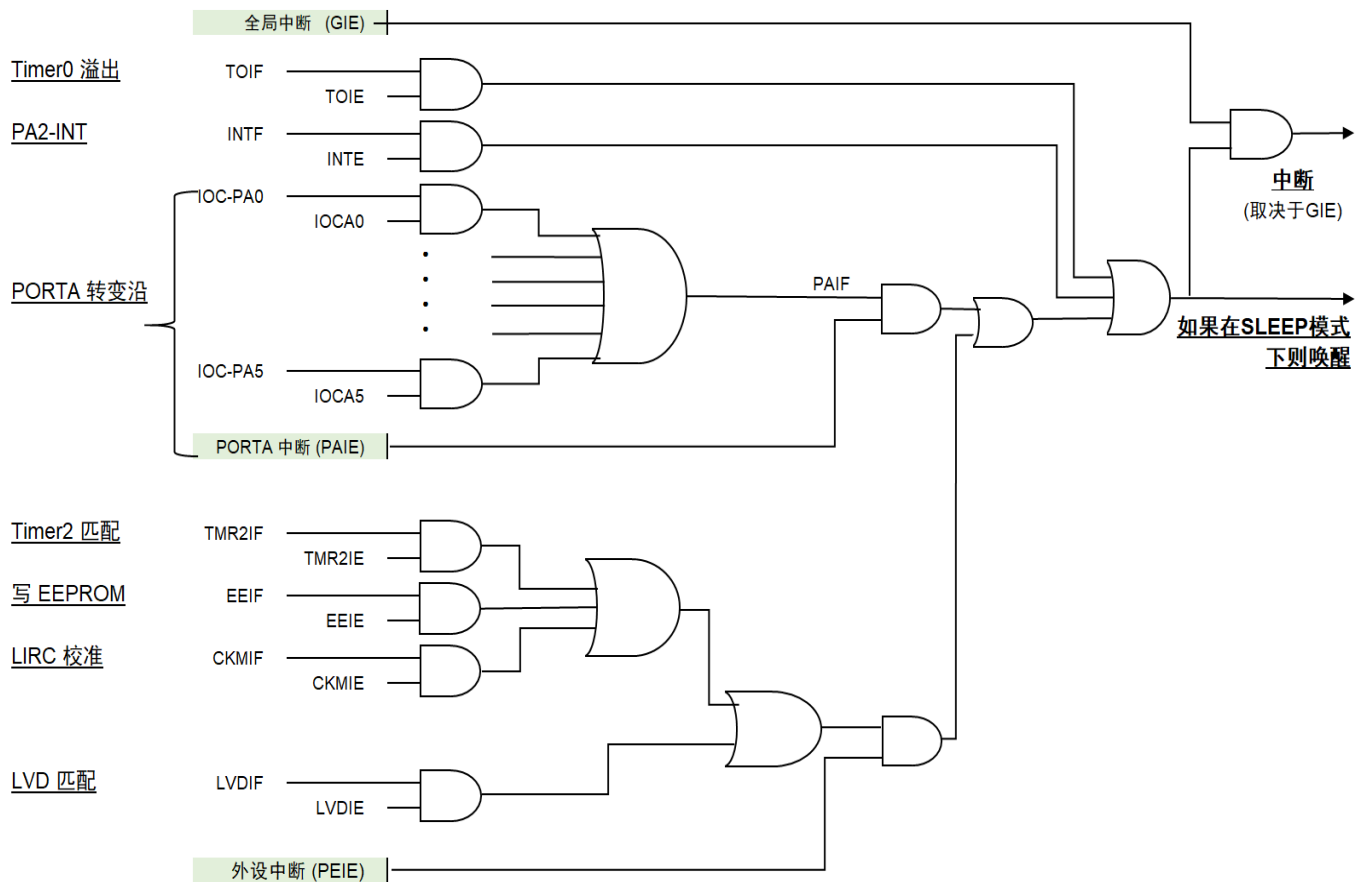 全局中断 (GIE)
Timer0 溢出
TOIF
TOIE
PA2-INT
INTF
INTE
IOC-PA0
IOCA0
PORTA 转变沿
IOC-PA5
IOCA5
PORTA 中断 (PAIE)
PAIF
中断
(取决于GIE)
如果在SLEEP模式
下则唤醒
Timer2 匹配
TMR2IF
TMR2IE
写 EEPROM
EEIF
EEIE
LIRC 校准
CKMIF
CKMIE
LVD 匹配
LVDIF
LVDIE
外设中断 (PEIE)